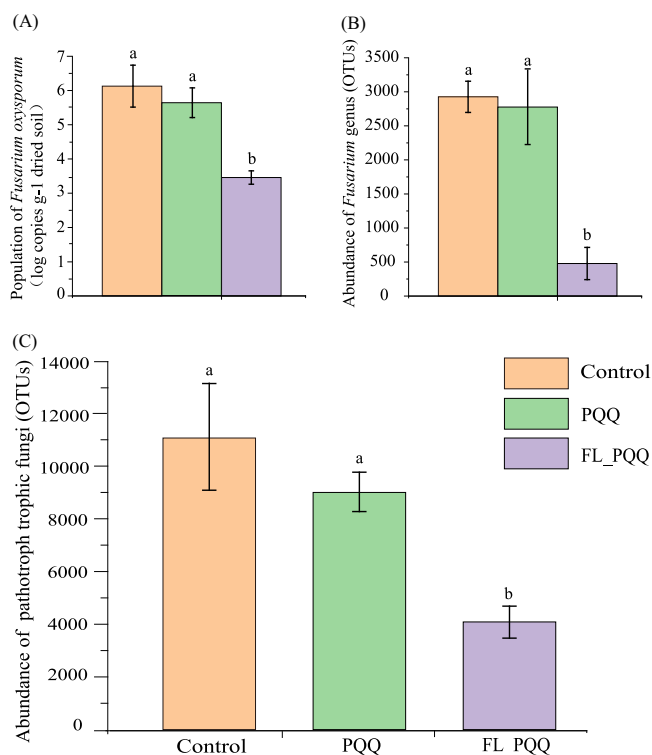 (A)
Population of Fusarium oxysporum
(log copies g-1 dried soil)
7
6
5
4
3
2
1
0
a
a
b
(B)
Abundance of Fusarium genus (OTUs)
3500
3000
2500
2000
1500
1000
500
0
a
a
b
(C)
Abundance of pathotroph trophic fungi (OTUs)
14000
12000
10000
8000
6000
4000
2000
0
a
a
b
Control
PQQ
FL_PQQ
Control
PQQ
FL PQQ